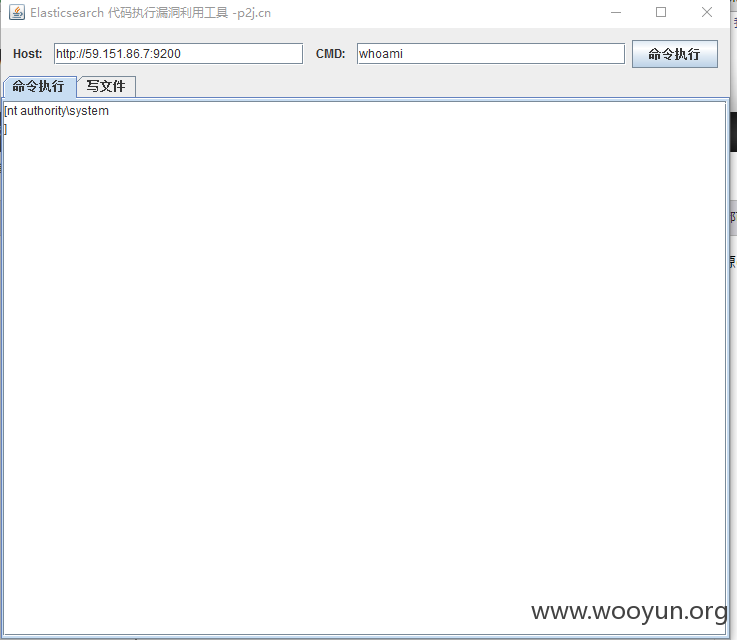 Elasticsearch 代码执行漏洞利用工具 -p2j.cn
Host: http://59.151.86.7:9200 CMD: whoami 命令执行
命令执行 写文件
[nt authority\system
]
www.wooyun.org